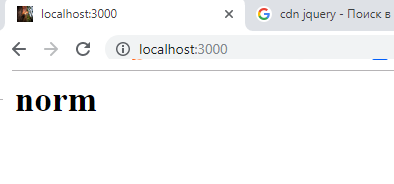 localhost:3000
cdn jquery - Поиск в
localhost:3000
norm